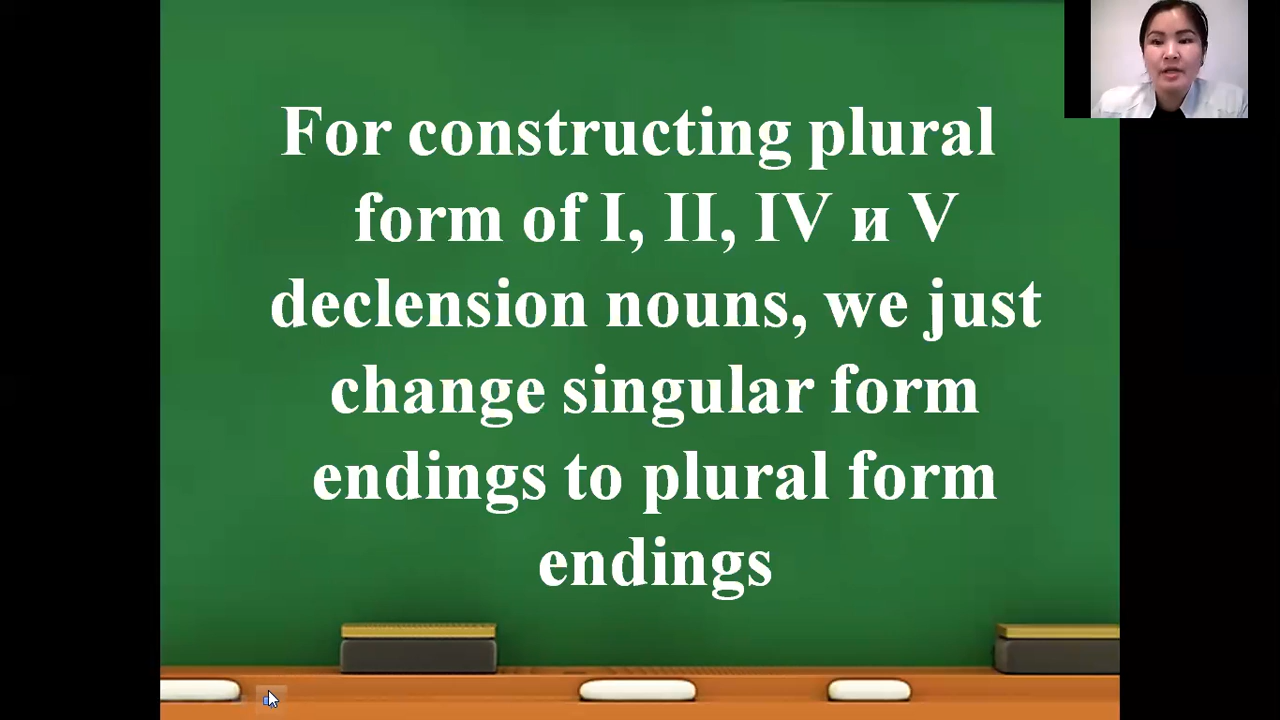 For constructing plural
form of I, II, IV и V
declension nouns, we just
change singular form
endings to plural form
endings